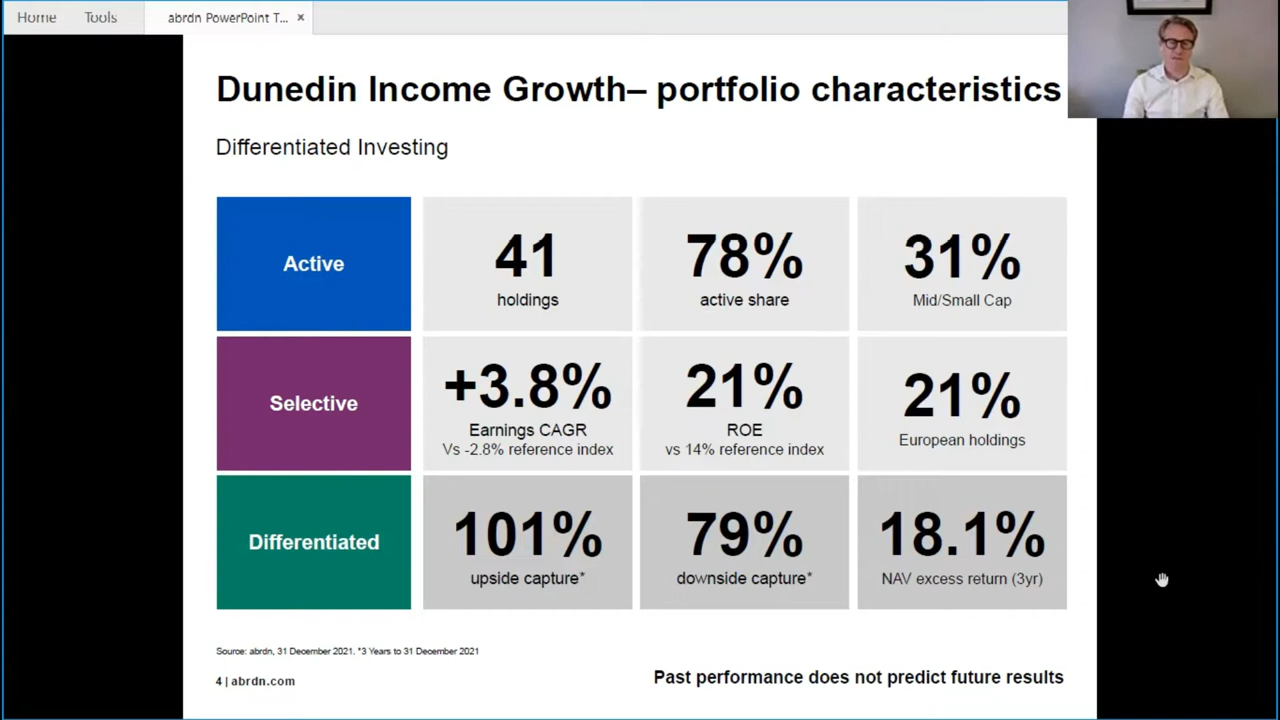 Home Tools abrdn PowerPoint T... ×
Dunedin Income Growth– portfolio characteristics
Differentiated Investing
Active
41
holdings
78%
active share
31%
Mid/Small Cap
Selective
+3.8%
Earnings CAGR
Vs -2.8% reference index
21%
ROE
vs 14% reference index
21%
European holdings
Differentiated
101%
upside capture*
79%
downside capture*
18.1%
NAV excess return (3yr)
Source: abrdn, 31 December 2021. *3 Years to 31 December 2021
4 | abrdn.com
Past performance does not predict future results